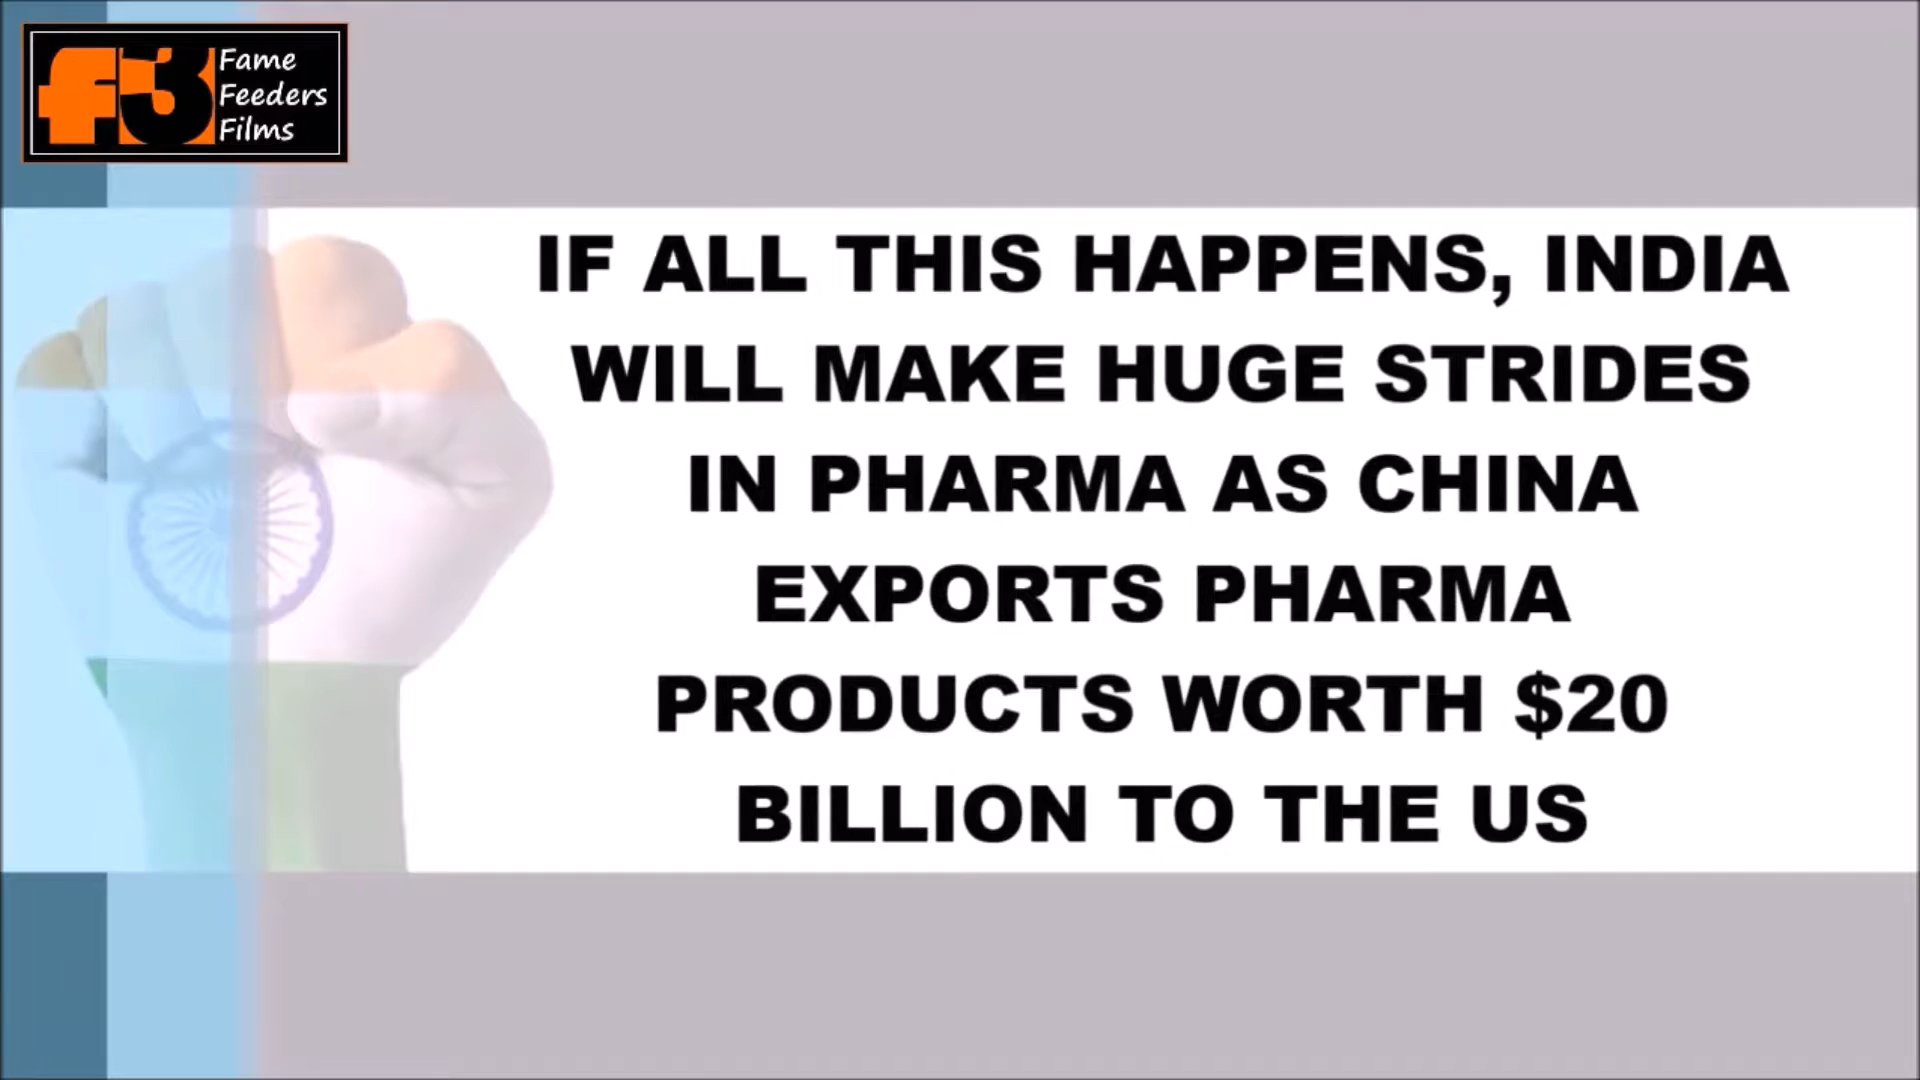 f3
Fame
Feeders
Films
IF ALL THIS HAPPENS, INDIA
WILL MAKE HUGE STRIDES
IN PHARMA AS CHINA
EXPORTS PHARMA
PRODUCTS WORTH $20
BILLION TO THE US